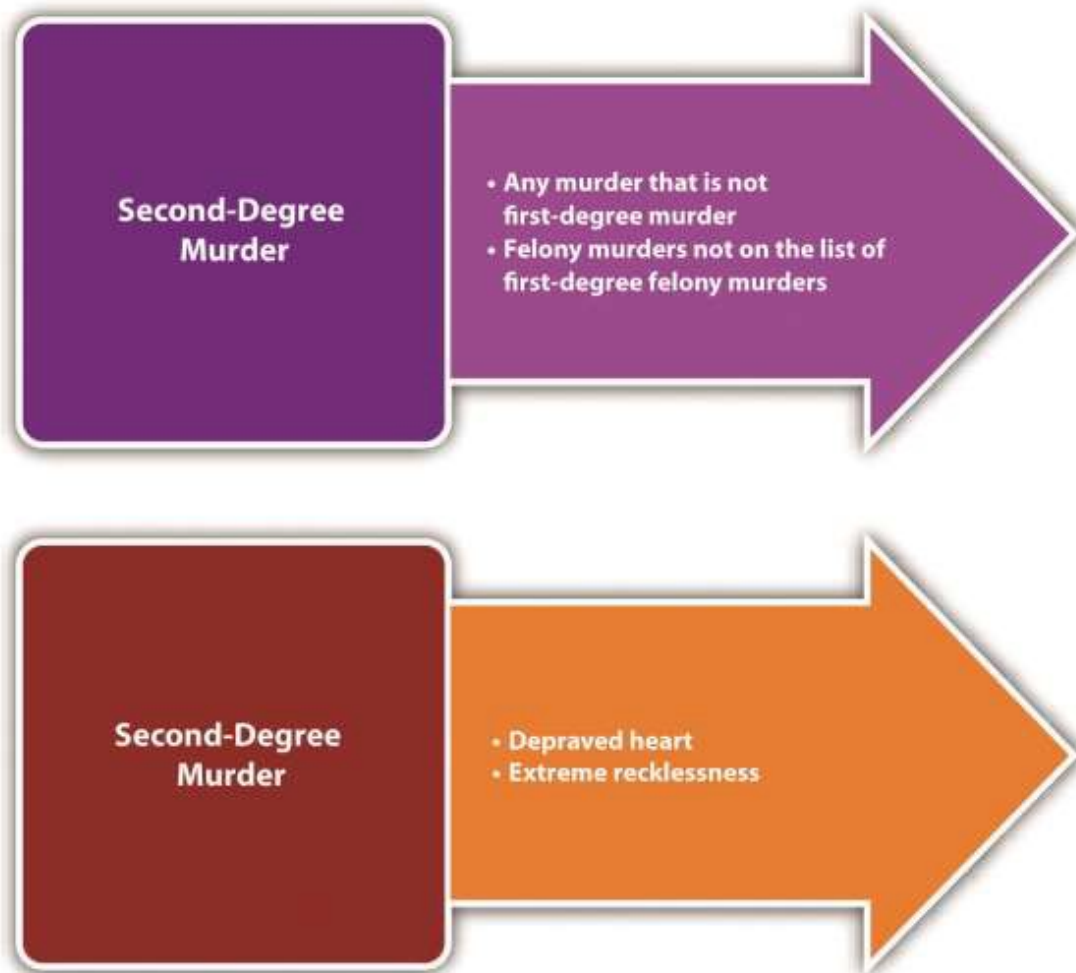 Second-Degree
Murder
• Any murder that is not
first-degree murder
• Felony murders not on the list of
first-degree felony murders
Second-Degree
Murder
• Depraved heart
• Extreme recklessness